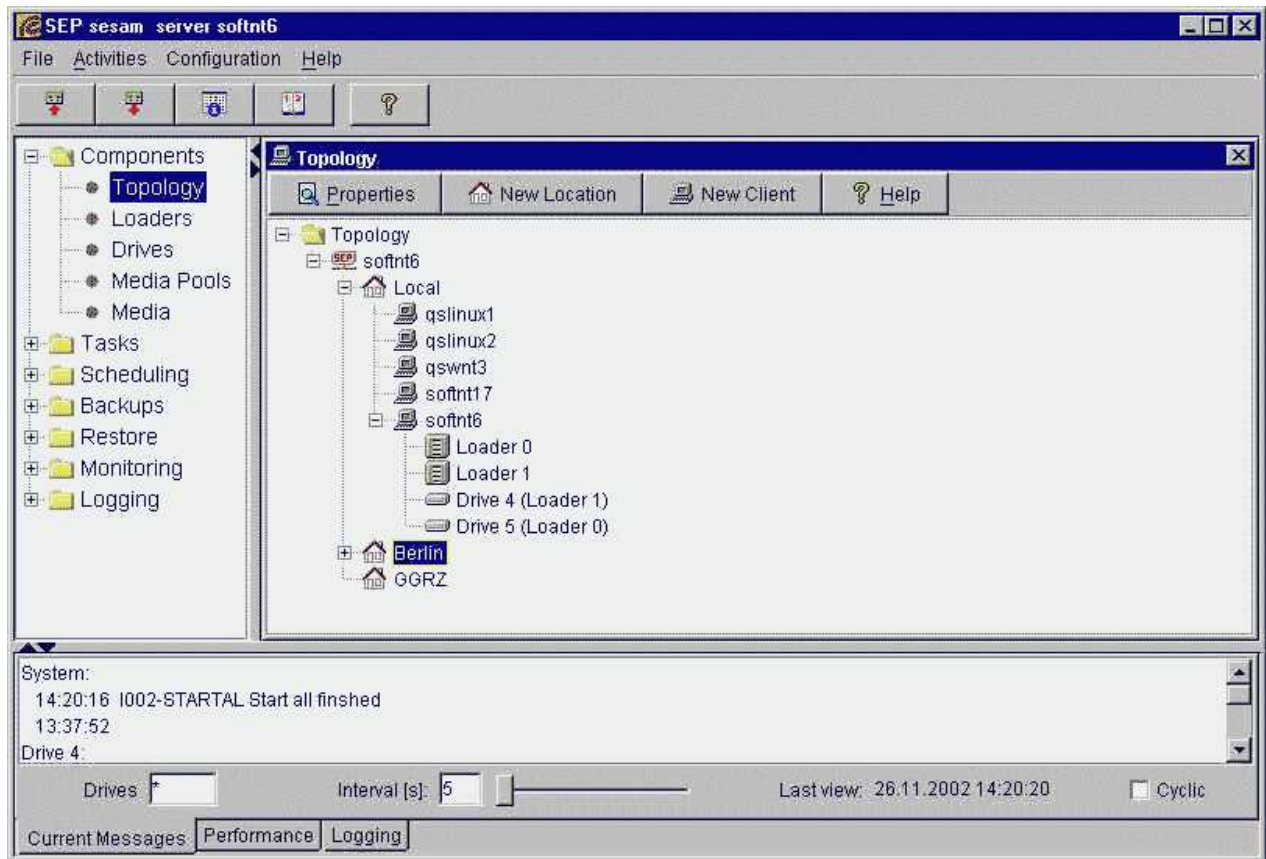 SEP sesam server softnt6
File Activities Configuration Help
Components
Topology
Loaders
Drives
Media Pools
Media
Tasks
Scheduling
Backups
Restore
Monitoring
Logging
Topology
Properties New Location New Client Help
Topology
SEP softnt6
Local
qslinux1
qslinux2
qswnt3
softnt17
softnt6
Loader 0
Loader 1
Drive 4 (Loader 1)
Drive 5 (Loader 0)
Berlin
GGRZ
System:
14:20:16 I002-STARTAL Start all finshed
13:37:52
Drive 4:
Drives * Interval [s]: 5 Last view: 26.11.2002 14:20:20 Cyclic
Current Messages Performance Logging